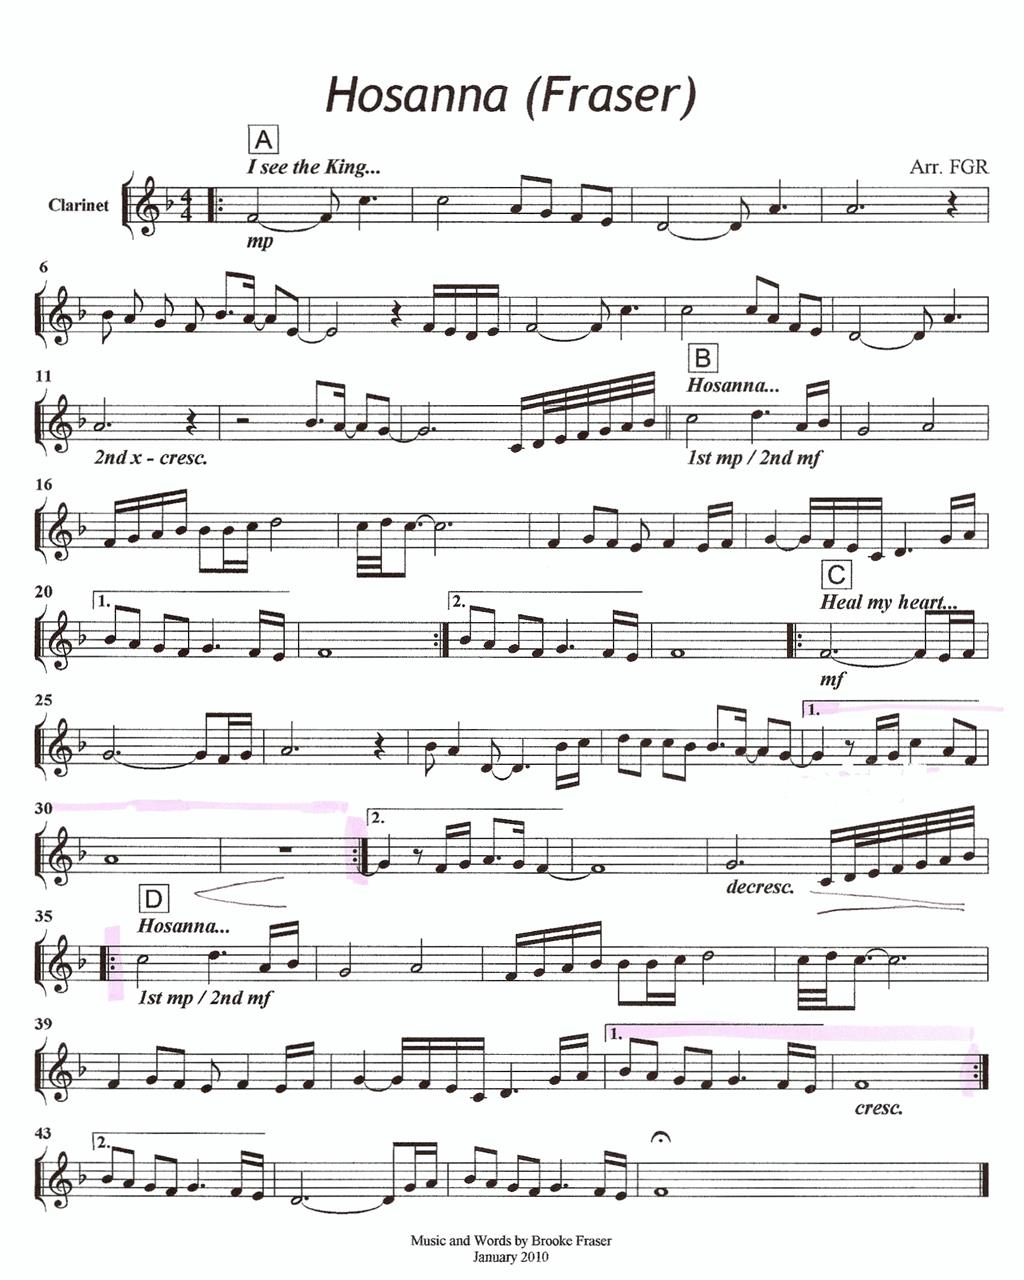 Hosanna (Fraser)
A
I see the King...
Arr. FGR
Clarinet
4
4
mp
6
B
11
Hosanna...
2nd x - cresc.
1st mp / 2nd mf
16
C
20
1.
2.
Heal my heart...
mf
25
1.
30
2.
decresc.
D
35
Hosanna...
1st mp / 2nd mf
39
1.
cresc.
43
2.
Music and Words by Brooke Fraser
January 2010